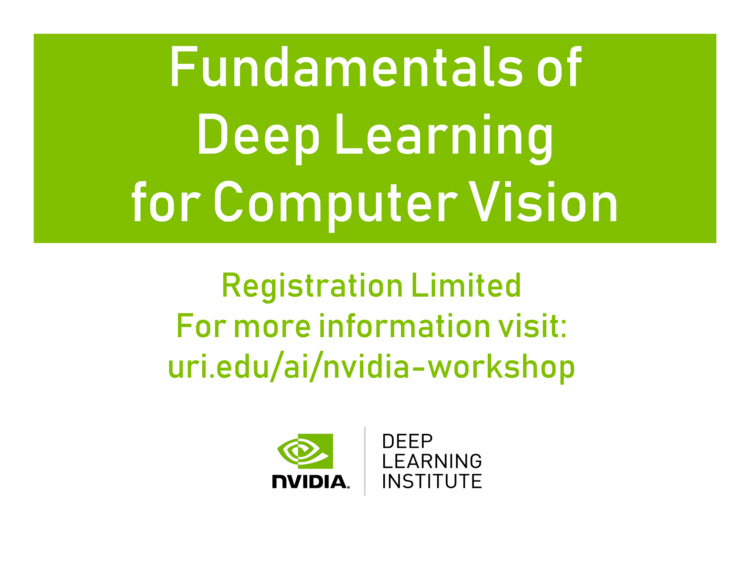 Fundamentals of
Deep Learning
for Computer Vision
Registration Limited
For more information visit:
uri.edu/ai/nvidia-workshop
NVIDIA.
DEEP
LEARNING
INSTITUTE